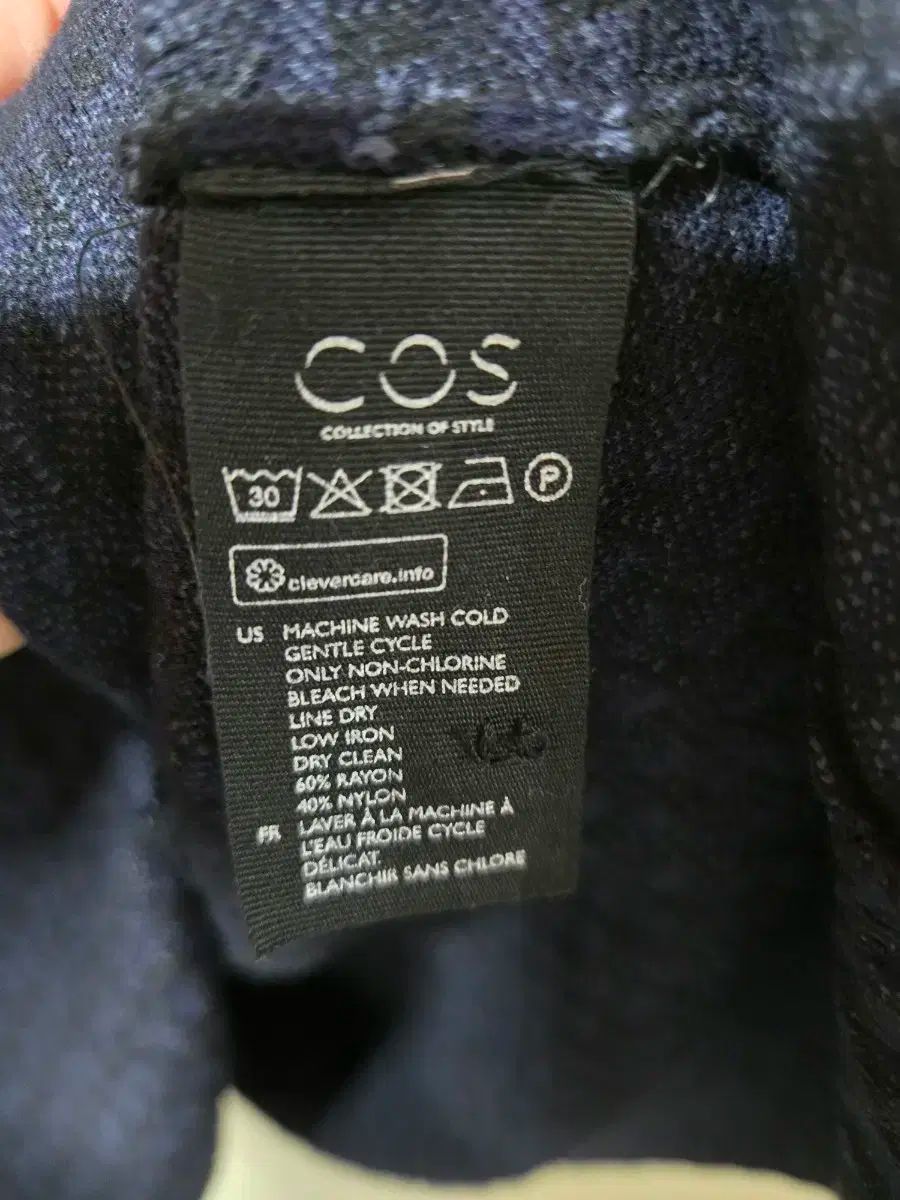 COS
COLLECTION OF STYLE
30
P
clevercare.info
US MACHINE WASH COLD
GENTLE CYCLE
ONLY NON-CHLORINE
BLEACH WHEN NEEDED
LINE DRY
LOW IRON
DRY CLEAN
60% RAYON
40% NYLON
FR LAVER À LA MACHINE À
L'EAU FROIDE CYCLE
DÉLICAT.
BLANCHIR SANS CHLORE